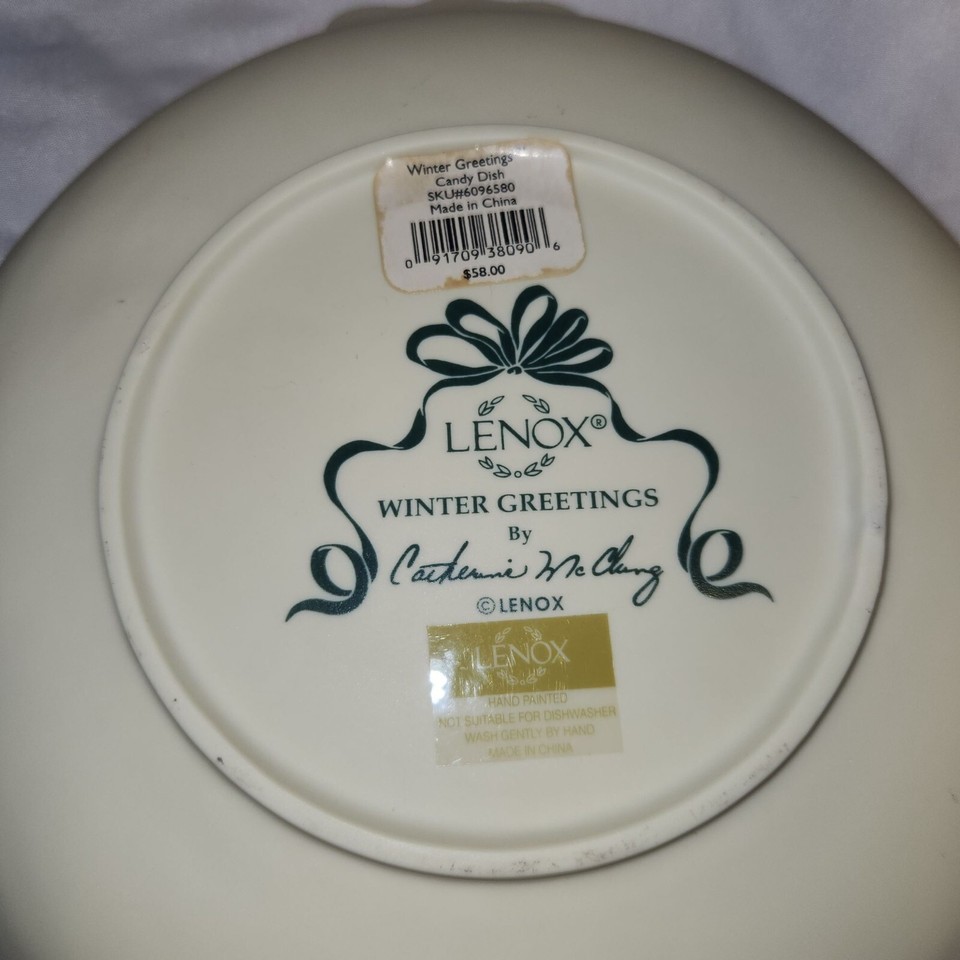 Winter Greetings™
Candy Dish
SKU#6096580
Made in China
0 91709 38090 6
$58.00
LENOX®
WINTER GREETINGS
By
Catherine McClung
© LENOX
LENOX
HAND PAINTED
NOT SUITABLE FOR DISHWASHER
WASH GENTLY BY HAND
MADE IN CHINA